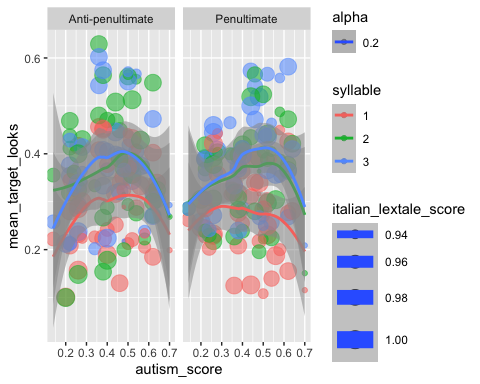 Anti-penultimate
Penultimate
0.6
0.4
0.2
mean_target_looks
0.2 0.3 0.4 0.5 0.6 0.7
0.2 0.3 0.4 0.5 0.6 0.7
autism_score
alpha
0.2
syllable
1
2
3
italian_lextale_score
0.94
0.96
0.98
1.00